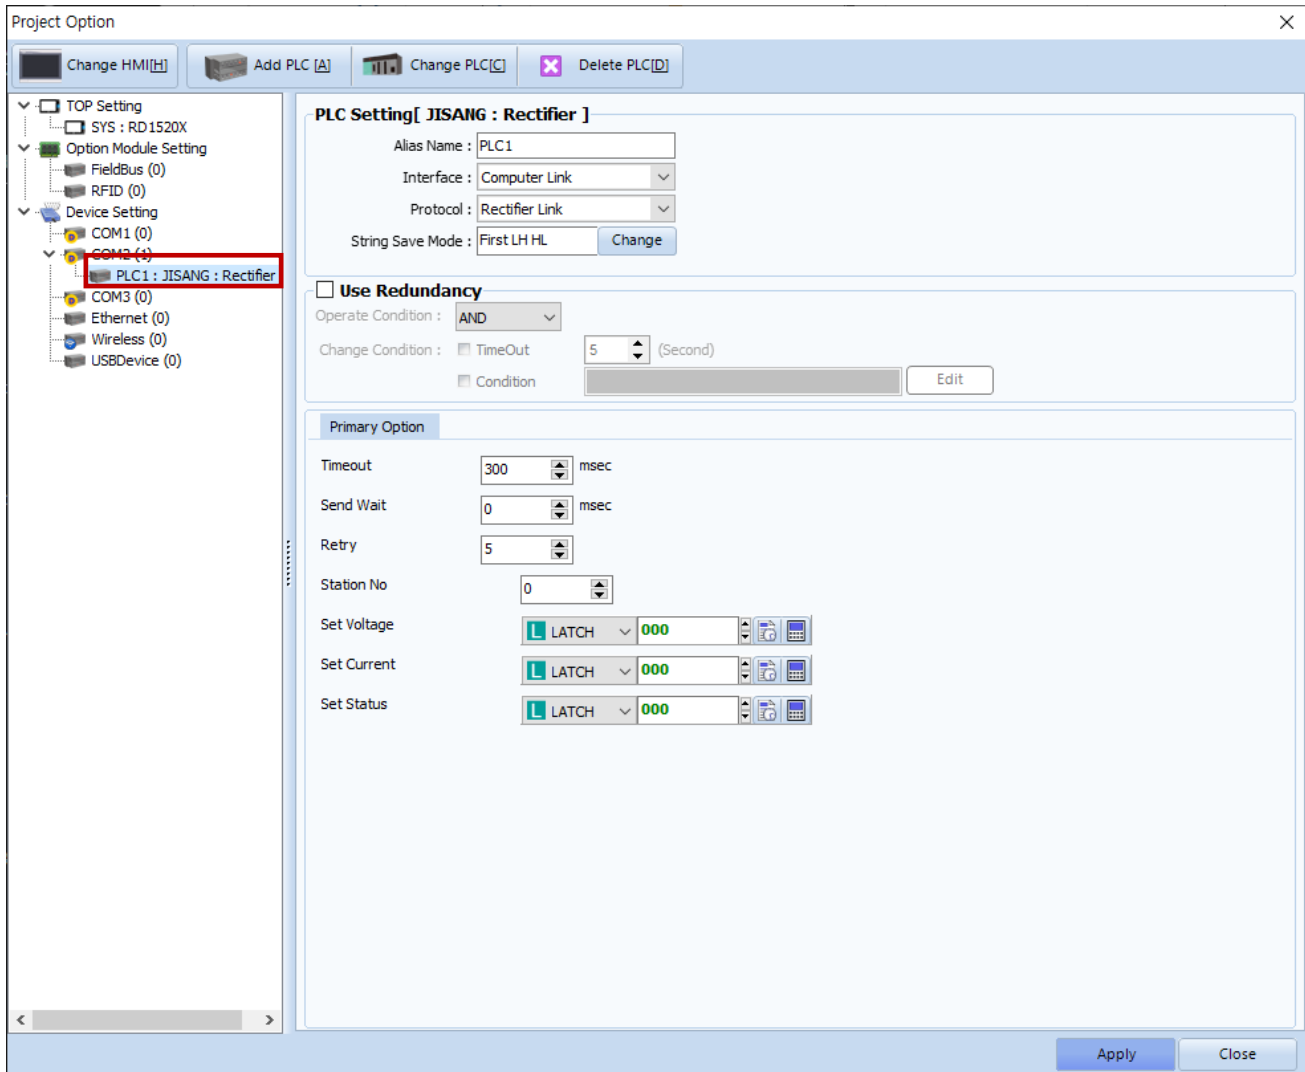 Project Option
Change HMI[H] Add PLC [A] Change PLC[C] Delete PLC[D]
TOP Setting
SYS : RD1520X
Option Module Setting
FieldBus (0)
RFID (0)
Device Setting
COM1 (0)
COM2 (1)
PLC1 : JISANG : Rectifier
COM3 (0)
Ethernet (0)
Wireless (0)
USBDevice (0)
PLC Setting[ JISANG : Rectifier ]
Alias Name : PLC1
Interface : Computer Link
Protocol : Rectifier Link
String Save Mode : First LH HL Change
Use Redundancy
Operate Condition : AND
Change Condition : TimeOut 5 (Second)
Condition Edit
Primary Option
Timeout 300 msec
Send Wait 0 msec
Retry 5
Station No 0
Set Voltage L LATCH 000
Set Current L LATCH 000
Set Status L LATCH 000
Apply Close